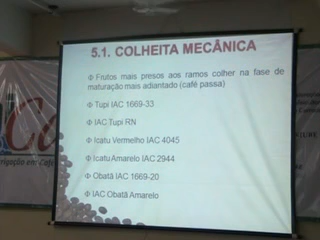 5.1. COLHEITA MECÂNICA
Φ Frutos mais presos aos ramos colher na fase de
maturação mais adiantado (café passa)
Φ Tupi IAC 1669-33
Φ IAC Tupi RN
Φ Icatu Vermelho IAC 4045
Φ Icatu Amarelo IAC 2944
Φ Obatã IAC 1669-20
Φ IAC Obatã Amarelo